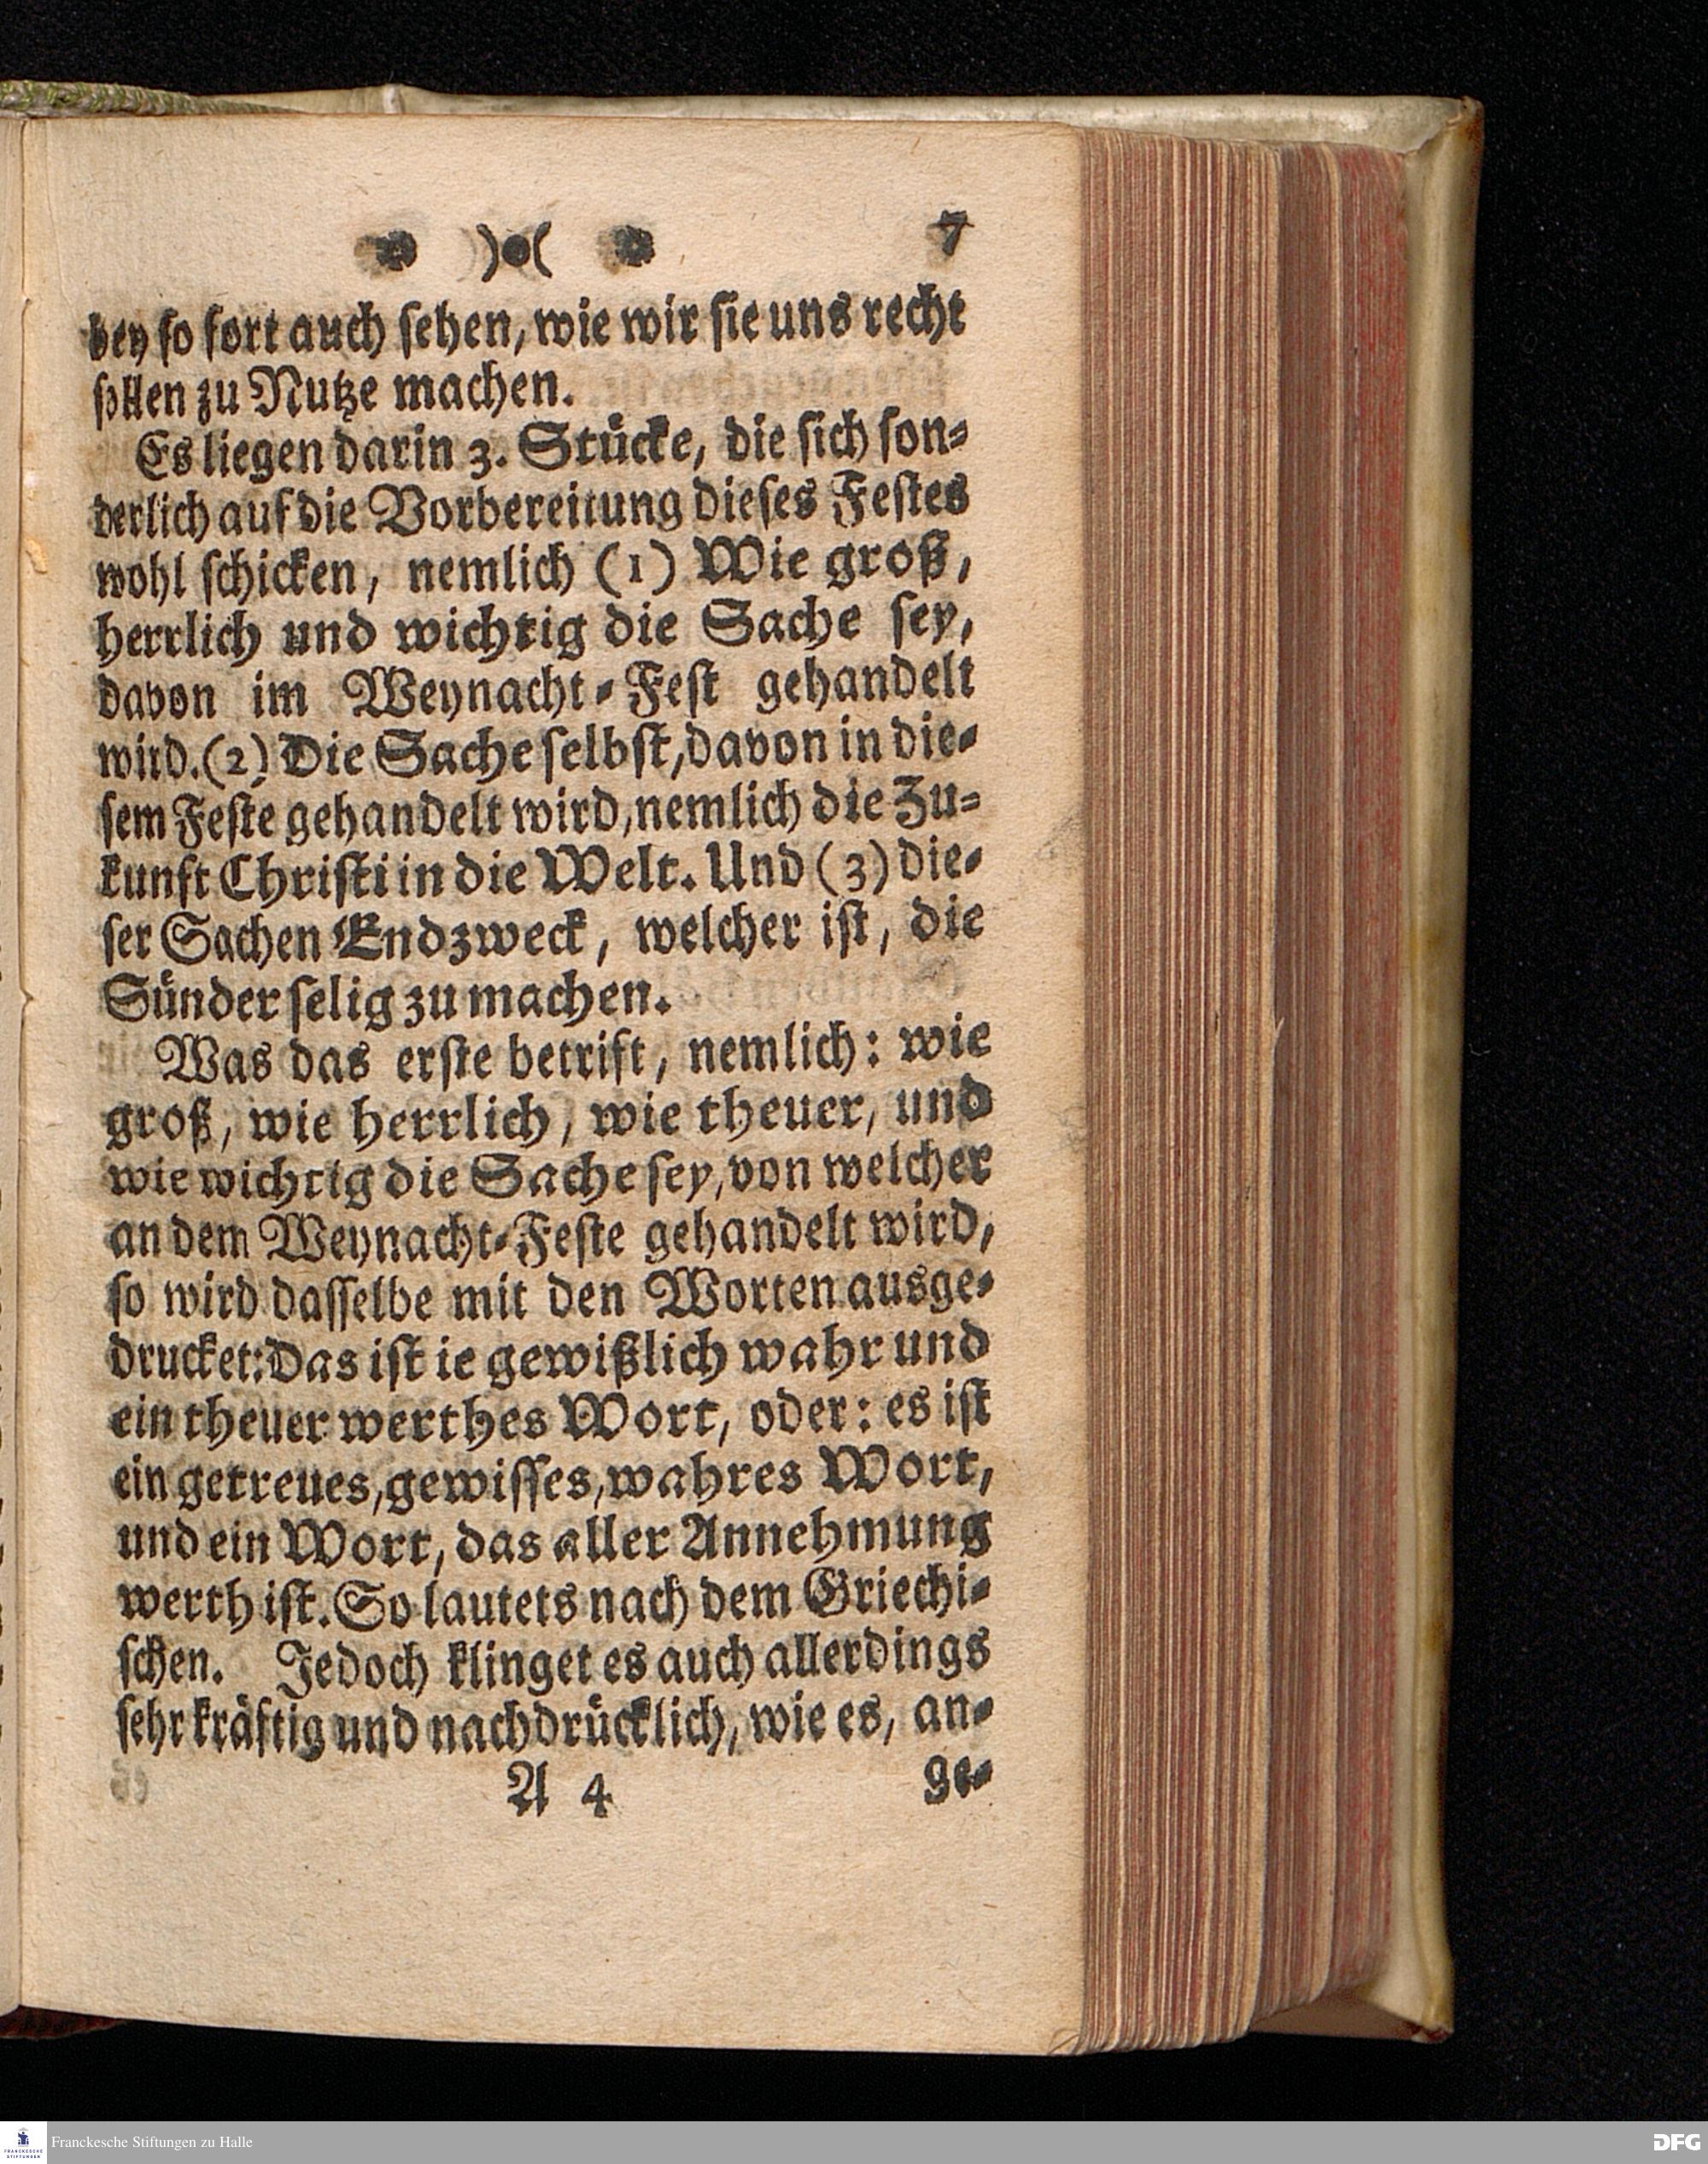 )•( 7
bey so fort auch sehen, wie wir sie uns recht
sollen zu Nutze machen.
Es liegen darin 3. Stücke, die sich son-
derlich auf die Vorbereitung dieses Festes
wohl schicken, nemlich (1) Wie groß,
herrlich und wichtig die Sache sey,
davon im Weynacht-Fest gehandelt
wird. (2) Die Sache selbst, davon in die-
sem Feste gehandelt wird, nemlich die Zu-
kunft Christi in die Welt. Und (3) die-
ser Sachen Endzweck, welcher ist, die
Sünder selig zu machen.
Was das erste betrift, nemlich: wie
groß, wie herrlich, wie theuer, und
wie wichtig die Sache sey, von welcher
an dem Weynacht-Feste gehandelt wird,
so wird dasselbe mit den Worten ausge-
drucket: Das ist ie gewißlich wahr und
ein theuer werthes Wort, oder: es ist
ein getreues, gewisses, wahres Wort,
und ein Wort, das aller Annehmung
werth ist. So lautets nach dem Griechi-
schen. Jedoch klinget es auch allerdings
sehr kräftig und nachdrücklich, wie es, an-
A 4 ge-
FRANCKESCHE
STIFTUNGEN
Franckesche Stiftungen zu Halle
DFG